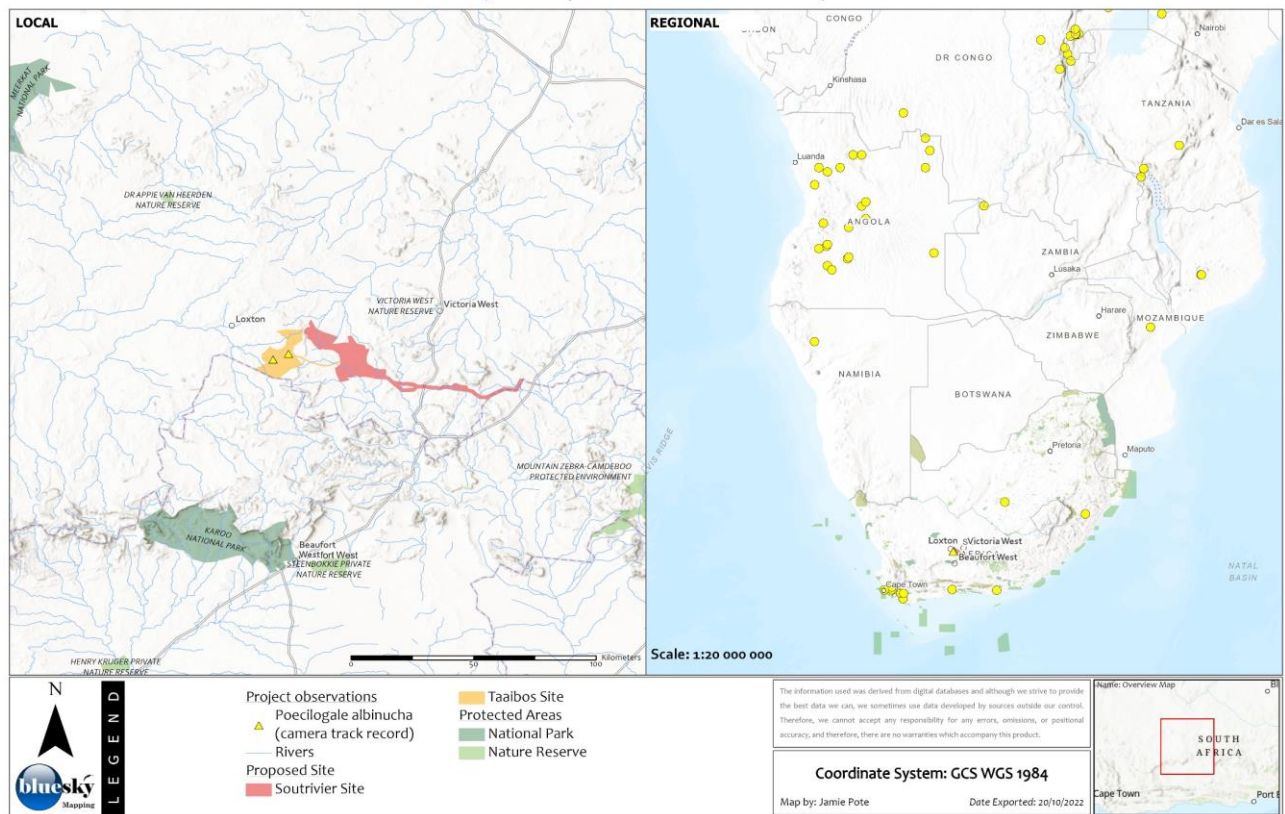 LOCAL
MEERKAT
NATIONAL PARK
DR APPIE VAN HEERDEN
NATURE RESERVE
VICTORIA WEST
NATURE RESERVE
Victoria West
Loxton
MOUNTAIN ZEBRA-CAMDEBOO
PROTECTED ENVIRONMENT
KAROO
NATIONAL PARK
Beaufort
West
fort West
STEENBOKKIE PRIVATE
NATURE RESERVE
HENRY KRUGER PRIVATE
NATURE RESERVE
0 50 100
Kilometers
REGIONAL
CONGO
Nairobi
DR CONGO
Kinshasa
TANZANIA
Dar es Sala
Luanda
ANGOLA
ZAMBIA
Lusaka
Harare
MOZAMBIQUE
ZIMBABWE
NAMIBIA
BOTSWANA
VIS RIDGE
Pretoria
Maputo
Loxton
Victoria West
Beaufort West
Cape Town
NATAL
BASIN
Scale: 1:20 000 000
N
bluesky
Mapping
LEGEND
Project observations
Poecilogale albinucha
(camera track record)
Rivers
Proposed Site
Soutrivier Site
Taaibos Site
Protected Areas
National Park
Nature Reserve
The information used was derived from digital databases and although we strive to provide
the best data we can, we sometimes use data developed by sources outside our control.
Therefore, we cannot accept any responsibility for any errors, omissions, or positional
accuracy, and therefore, there are no warranties which accompany this product.
Coordinate System: GCS WGS 1984
Map by: Jamie Pote
Date Exported: 20/10/2022
Name: Overview Map
SOUTH
AFRICA
Cape Town
Port E